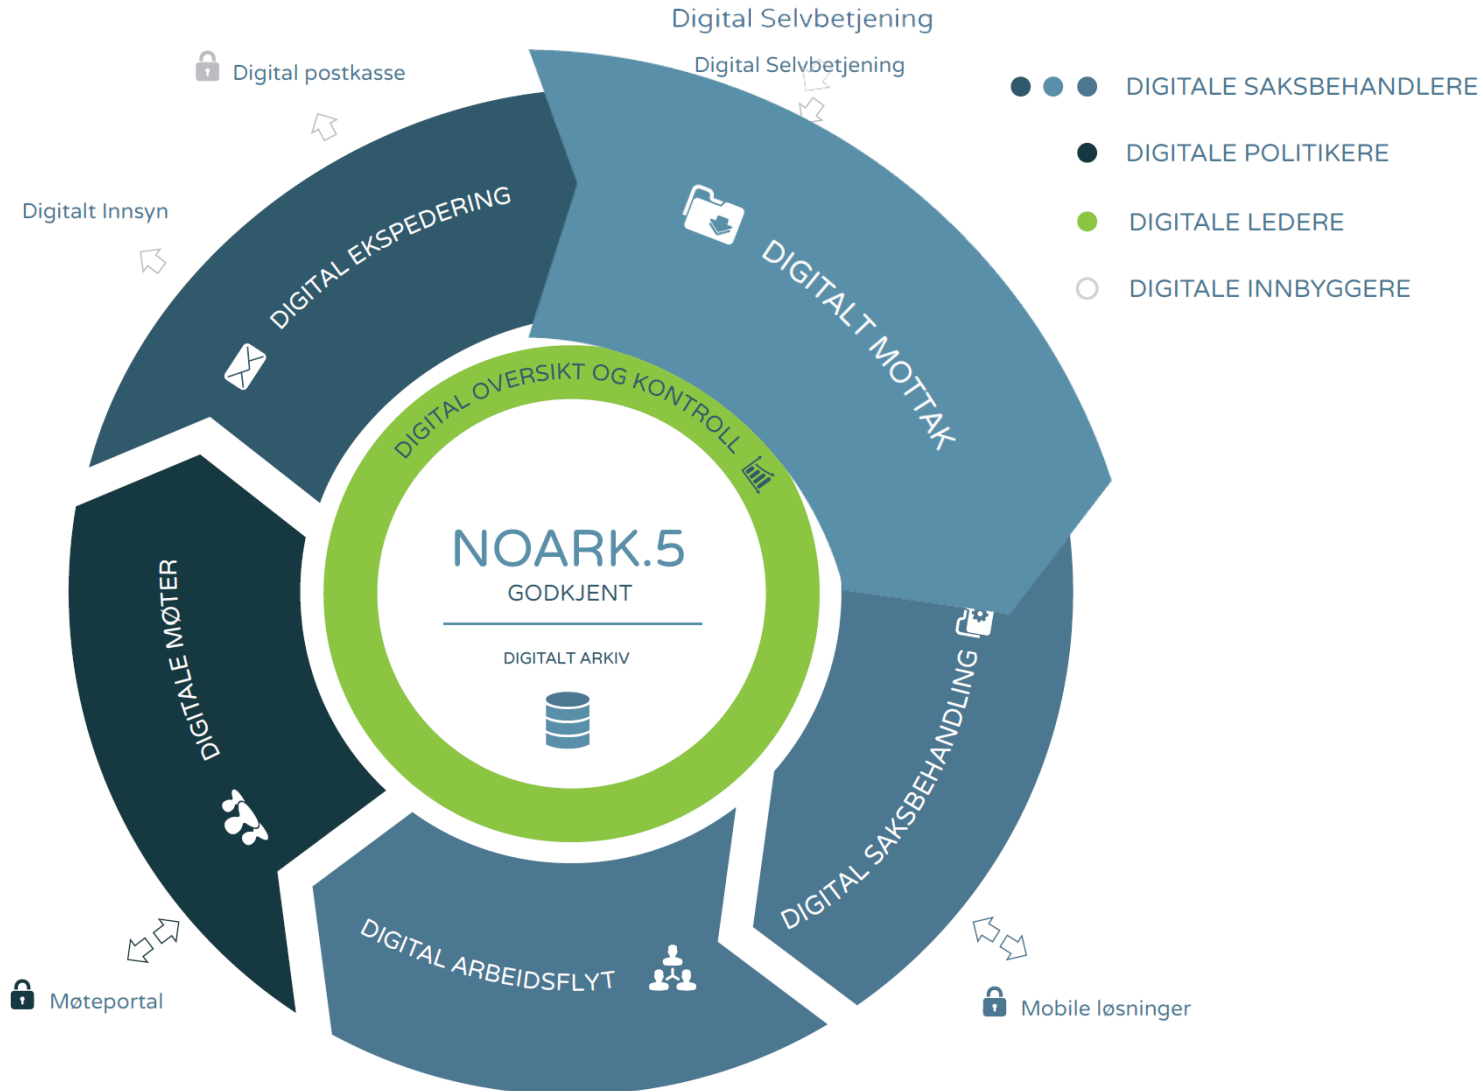 Digital Selvbetjening
Digital Selvbetjening
Digital postkasse
Digitalt Innsyn
DIGITALE SAKSBEHANDLERE
DIGITALE POLITIKERE
DIGITALE LEDERE
DIGITALE INNBYGGERE
DIGITAL EKSPEDERING
DIGITALT MOTTAK
DIGITAL OVERSIKT OG KONTROLL
NOARK.5
GODKJENT
DIGITALT ARKIV
DIGITALE MØTER
DIGITAL SAKSBEHANDLING
DIGITAL ARBEIDSFLYT
Møteportal
Mobile løsninger